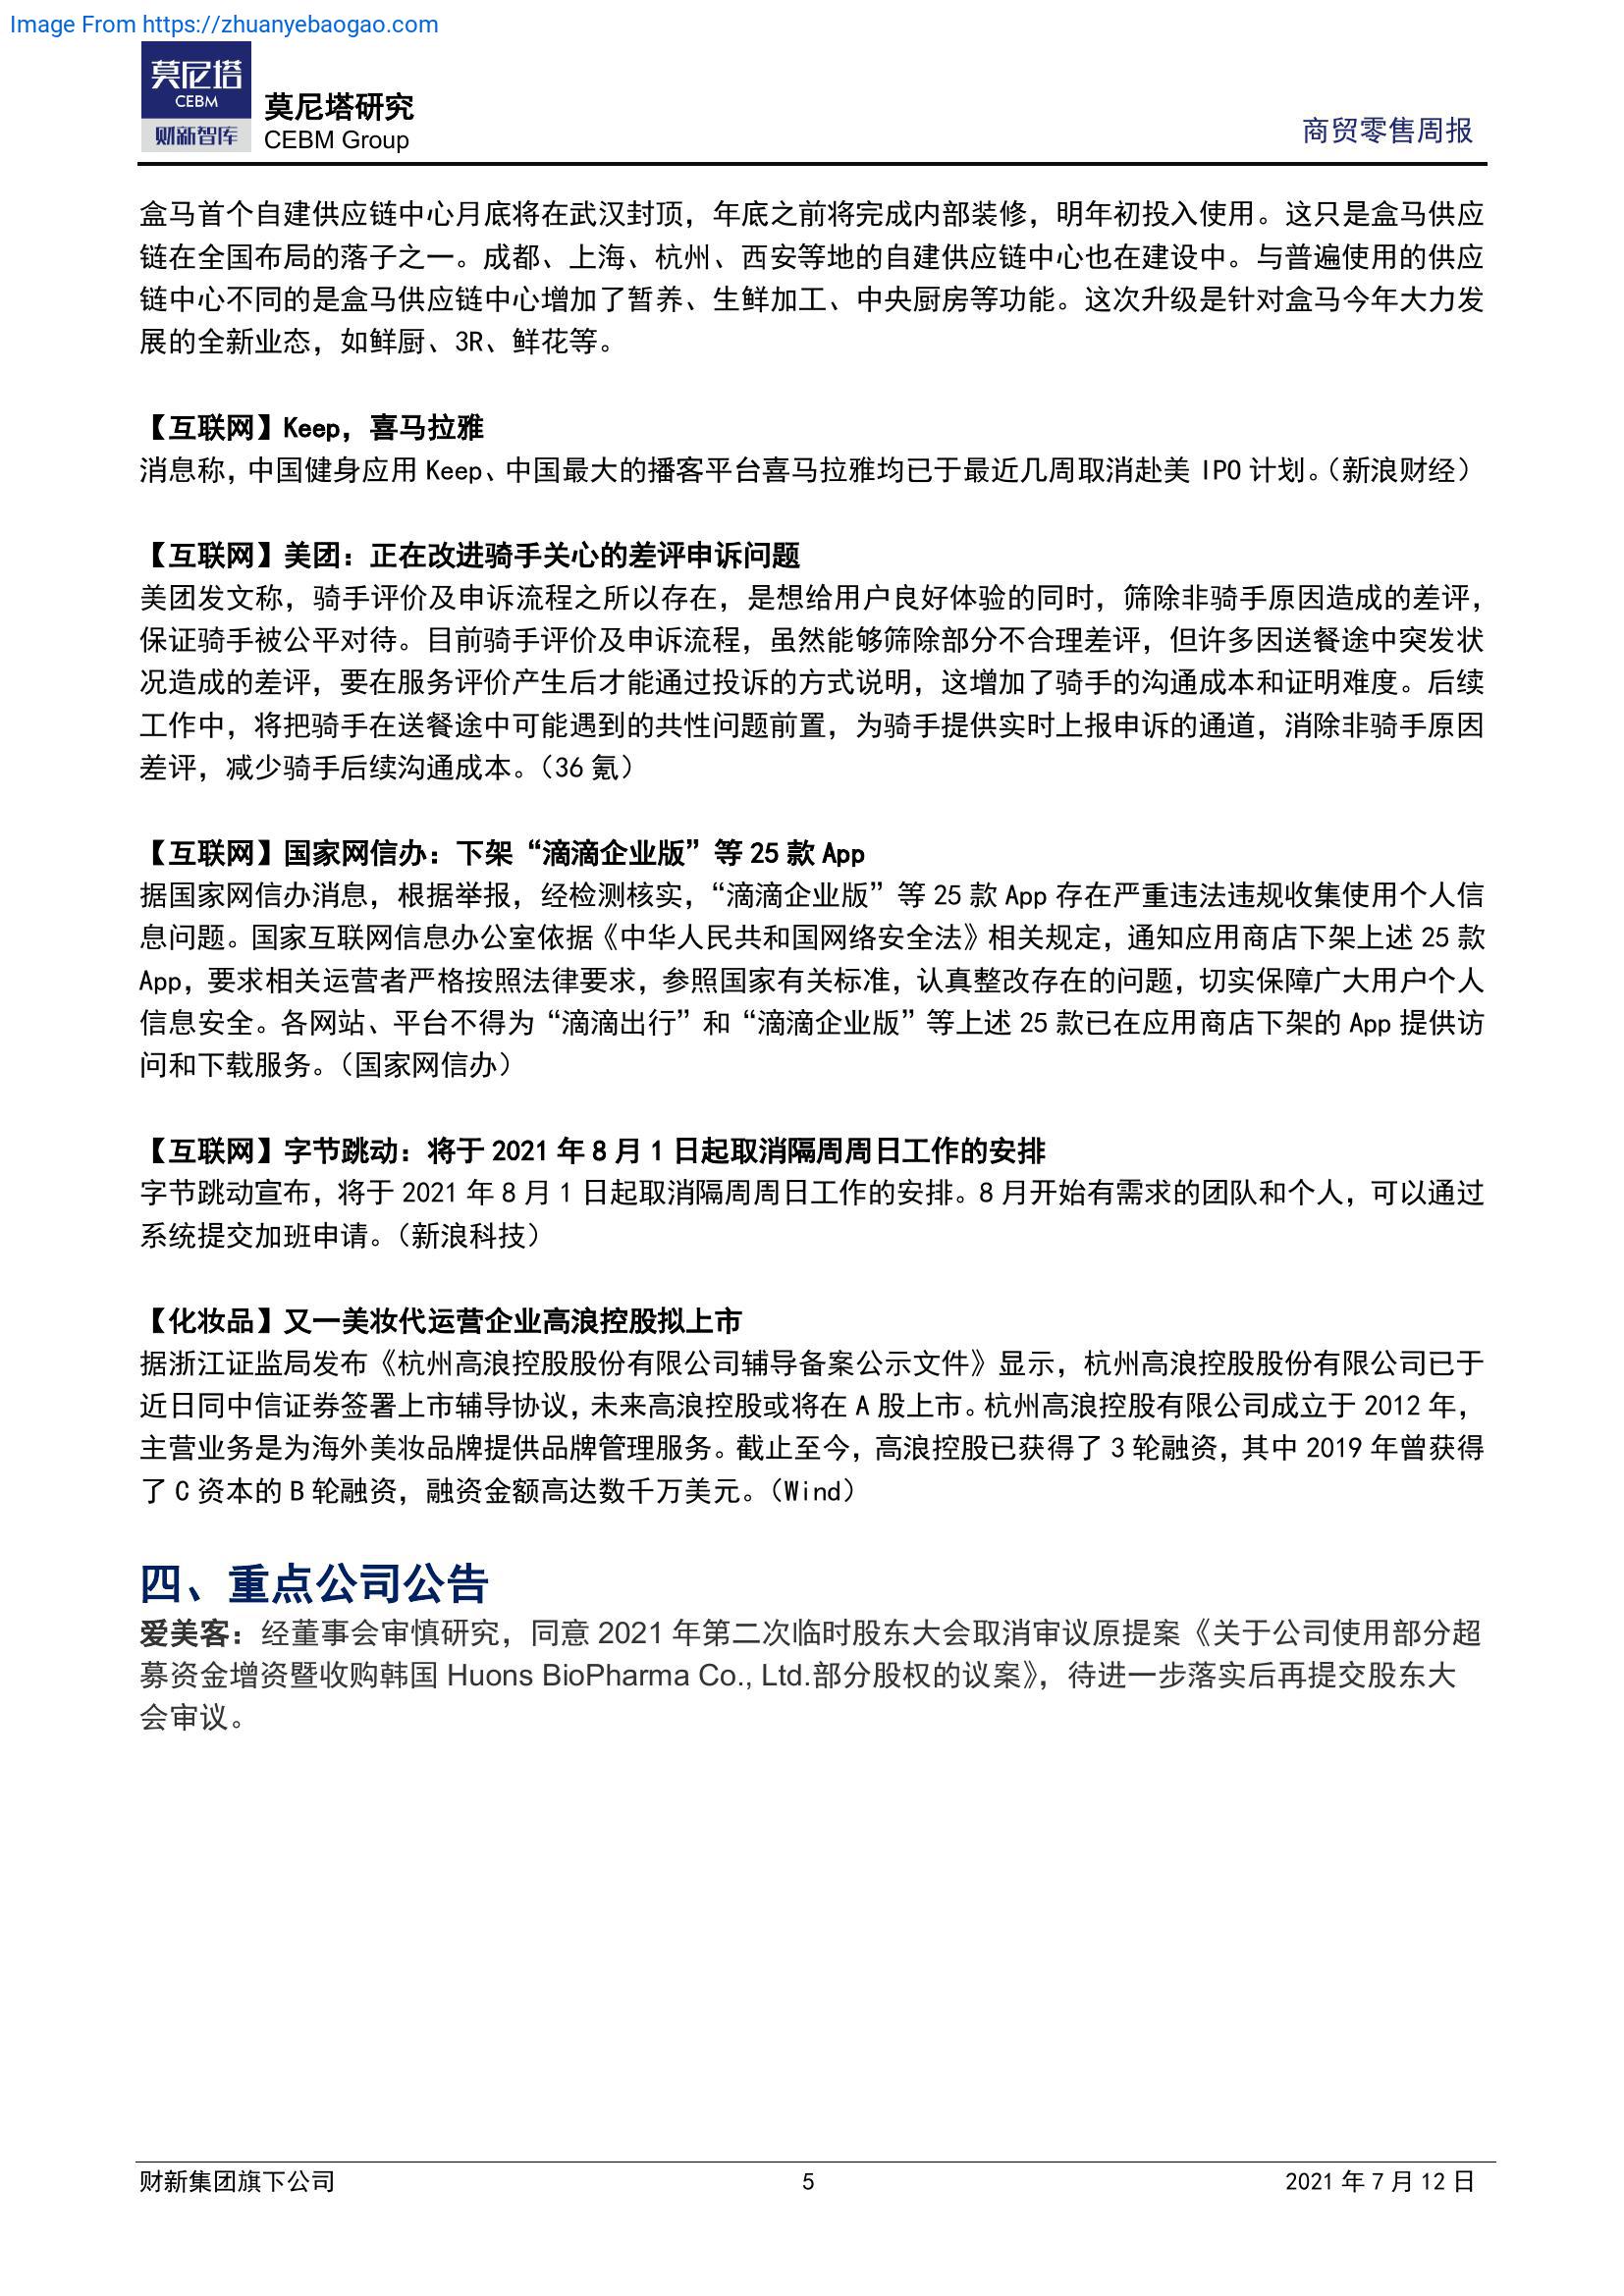 Image From https://zhuanyebaogao.com
莫尼塔
CEBM
财新智库
莫尼塔研究
CEBM Group
商贸零售周报
盒马首个自建供应链中心月底将在武汉封顶，年底之前将完成内部装修，明年初投入使用。这只是盒马供应
链在全国布局的落子之一。成都、上海、杭州、西安等地的自建供应链中心也在建设中。与普遍使用的供应
链中心不同的是盒马供应链中心增加了暂养、生鲜加工、中央厨房等功能。这次升级是针对盒马今年大力发
展的全新业态，如鲜厨、3R、鲜花等。
【互联网】Keep，喜马拉雅
消息称，中国健身应用 Keep、中国最大的播客平台喜马拉雅均已于最近几周取消赴美 IPO 计划。（新浪财经）
【互联网】美团：正在改进骑手关心的差评申诉问题
美团发文称，骑手评价及申诉流程之所以存在，是想给用户良好体验的同时，筛除非骑手原因造成的差评，
保证骑手被公平对待。目前骑手评价及申诉流程，虽然能够筛除部分不合理差评，但许多因送餐途中突发状
况造成的差评，要在服务评价产生后才能通过投诉的方式说明，这增加了骑手的沟通成本和证明难度。后续
工作中，将把骑手在送餐途中可能遇到的共性问题前置，为骑手提供实时上报申诉的通道，消除非骑手原因
差评，减少骑手后续沟通成本。（36 氪）
【互联网】国家网信办：下架“滴滴企业版”等 25 款 App
据国家网信办消息，根据举报，经检测核实，“滴滴企业版”等 25 款 App 存在严重违法违规收集使用个人信
息问题。国家互联网信息办公室依据《中华人民共和国网络安全法》相关规定，通知应用商店下架上述 25 款
App，要求相关运营者严格按照法律要求，参照国家有关标准，认真整改存在的问题，切实保障广大用户个人
信息安全。各网站、平台不得为“滴滴出行”和“滴滴企业版”等上述 25 款已在应用商店下架的 App 提供访
问和下载服务。（国家网信办）
【互联网】字节跳动：将于 2021 年 8 月 1 日起取消隔周周日工作的安排
字节跳动宣布，将于 2021 年 8 月 1 日起取消隔周周日工作的安排。8 月开始有需求的团队和个人，可以通过
系统提交加班申请。（新浪科技）
【化妆品】又一美妆代运营企业高浪控股拟上市
据浙江证监局发布《杭州高浪控股股份有限公司辅导备案公示文件》显示，杭州高浪控股股份有限公司已于
近日同中信证券签署上市辅导协议，未来高浪控股或将在 A 股上市。杭州高浪控股有限公司成立于 2012 年，
主营业务是为海外美妆品牌提供品牌管理服务。截止至今，高浪控股已获得了 3 轮融资，其中 2019 年曾获得
了 C 资本的 B 轮融资，融资金额高达数千万美元。（Wind）
四、重点公司公告
爱美客：经董事会审慎研究，同意 2021 年第二次临时股东大会取消审议原提案《关于公司使用部分超
募资金增资暨收购韩国 Huons BioPharma Co., Ltd.部分股权的议案》，待进一步落实后再提交股东大
会审议。
财新集团旗下公司
5
2021 年 7 月 12 日